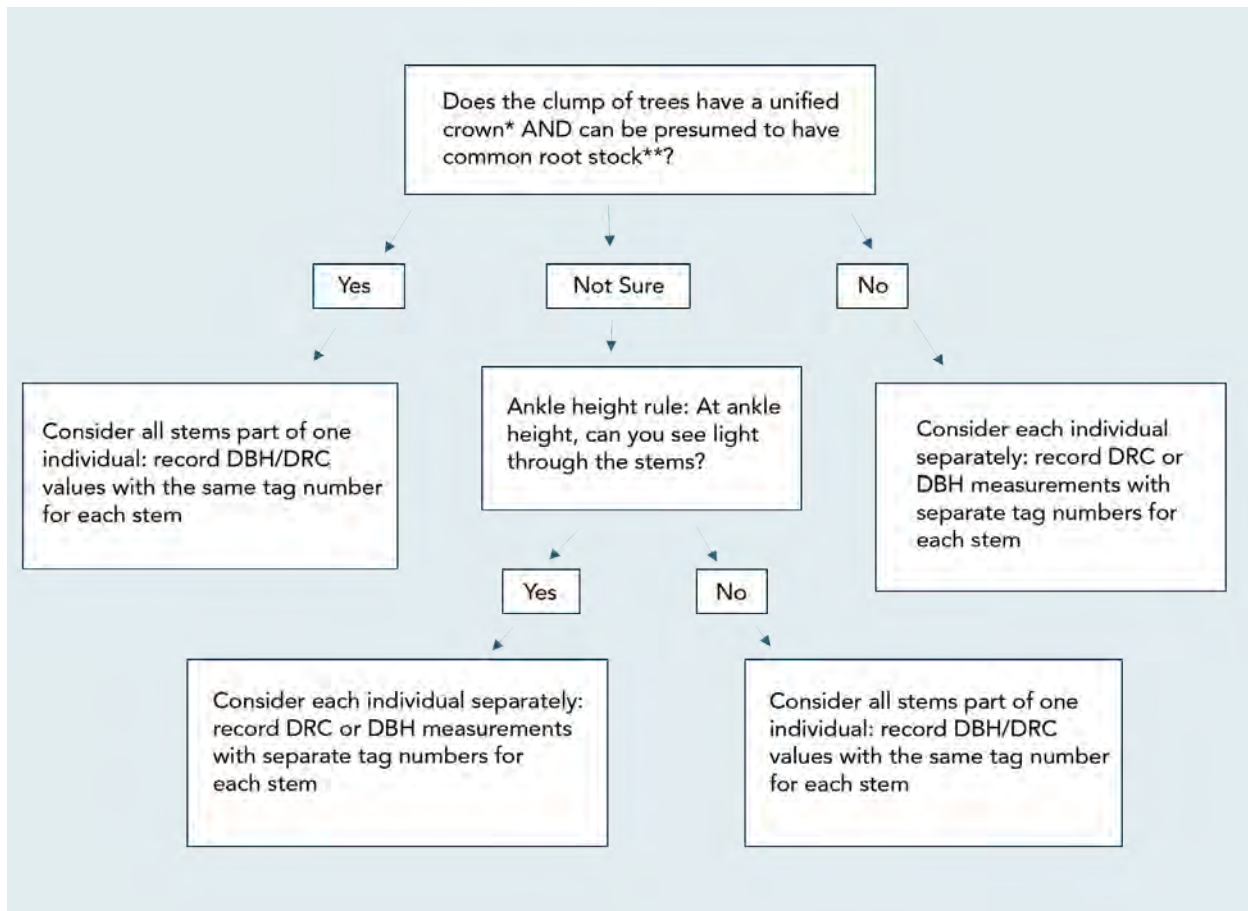 Does the clump of trees have a unified
crown* AND can be presumed to have
common root stock**?
Yes
Not Sure
No
Consider all stems part of one
individual: record DBH/DRC
values with the same tag number
for each stem
Ankle height rule: At ankle
height, can you see light
through the stems?
Consider each individual
separately: record DRC or
DBH measurements with
separate tag numbers for
each stem
Yes
No
Consider each individual separately:
record DRC or DBH measurements
with separate tag numbers for
each stem
Consider all stems part of one
individual: record DBH/DRC
values with the same tag number
for each stem